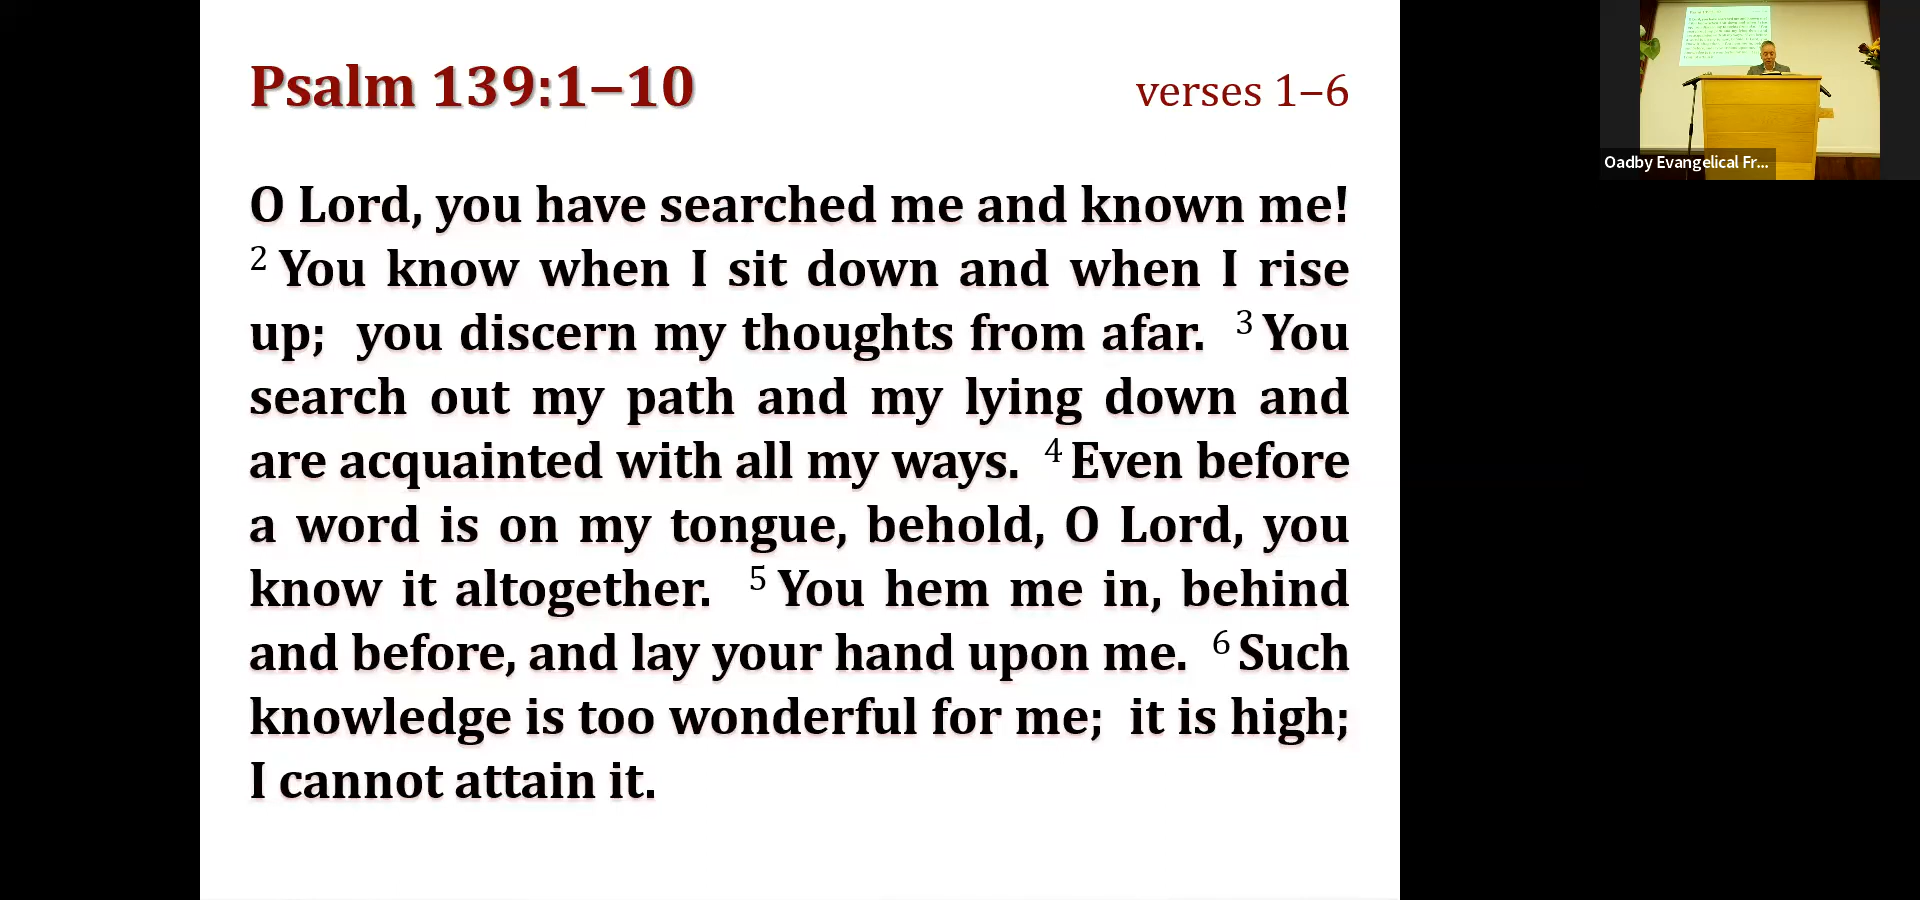 Psalm 139:1–10
verses 1–6
O Lord, you have searched me and known me!
2 You know when I sit down and when I rise
up; you discern my thoughts from afar. 3 You
search out my path and my lying down and
are acquainted with all my ways. 4 Even before
a word is on my tongue, behold, O Lord, you
know it altogether. 5 You hem me in, behind
and before, and lay your hand upon me. 6 Such
knowledge is too wonderful for me; it is high;
I cannot attain it.
Oadby Evangelical Fr...